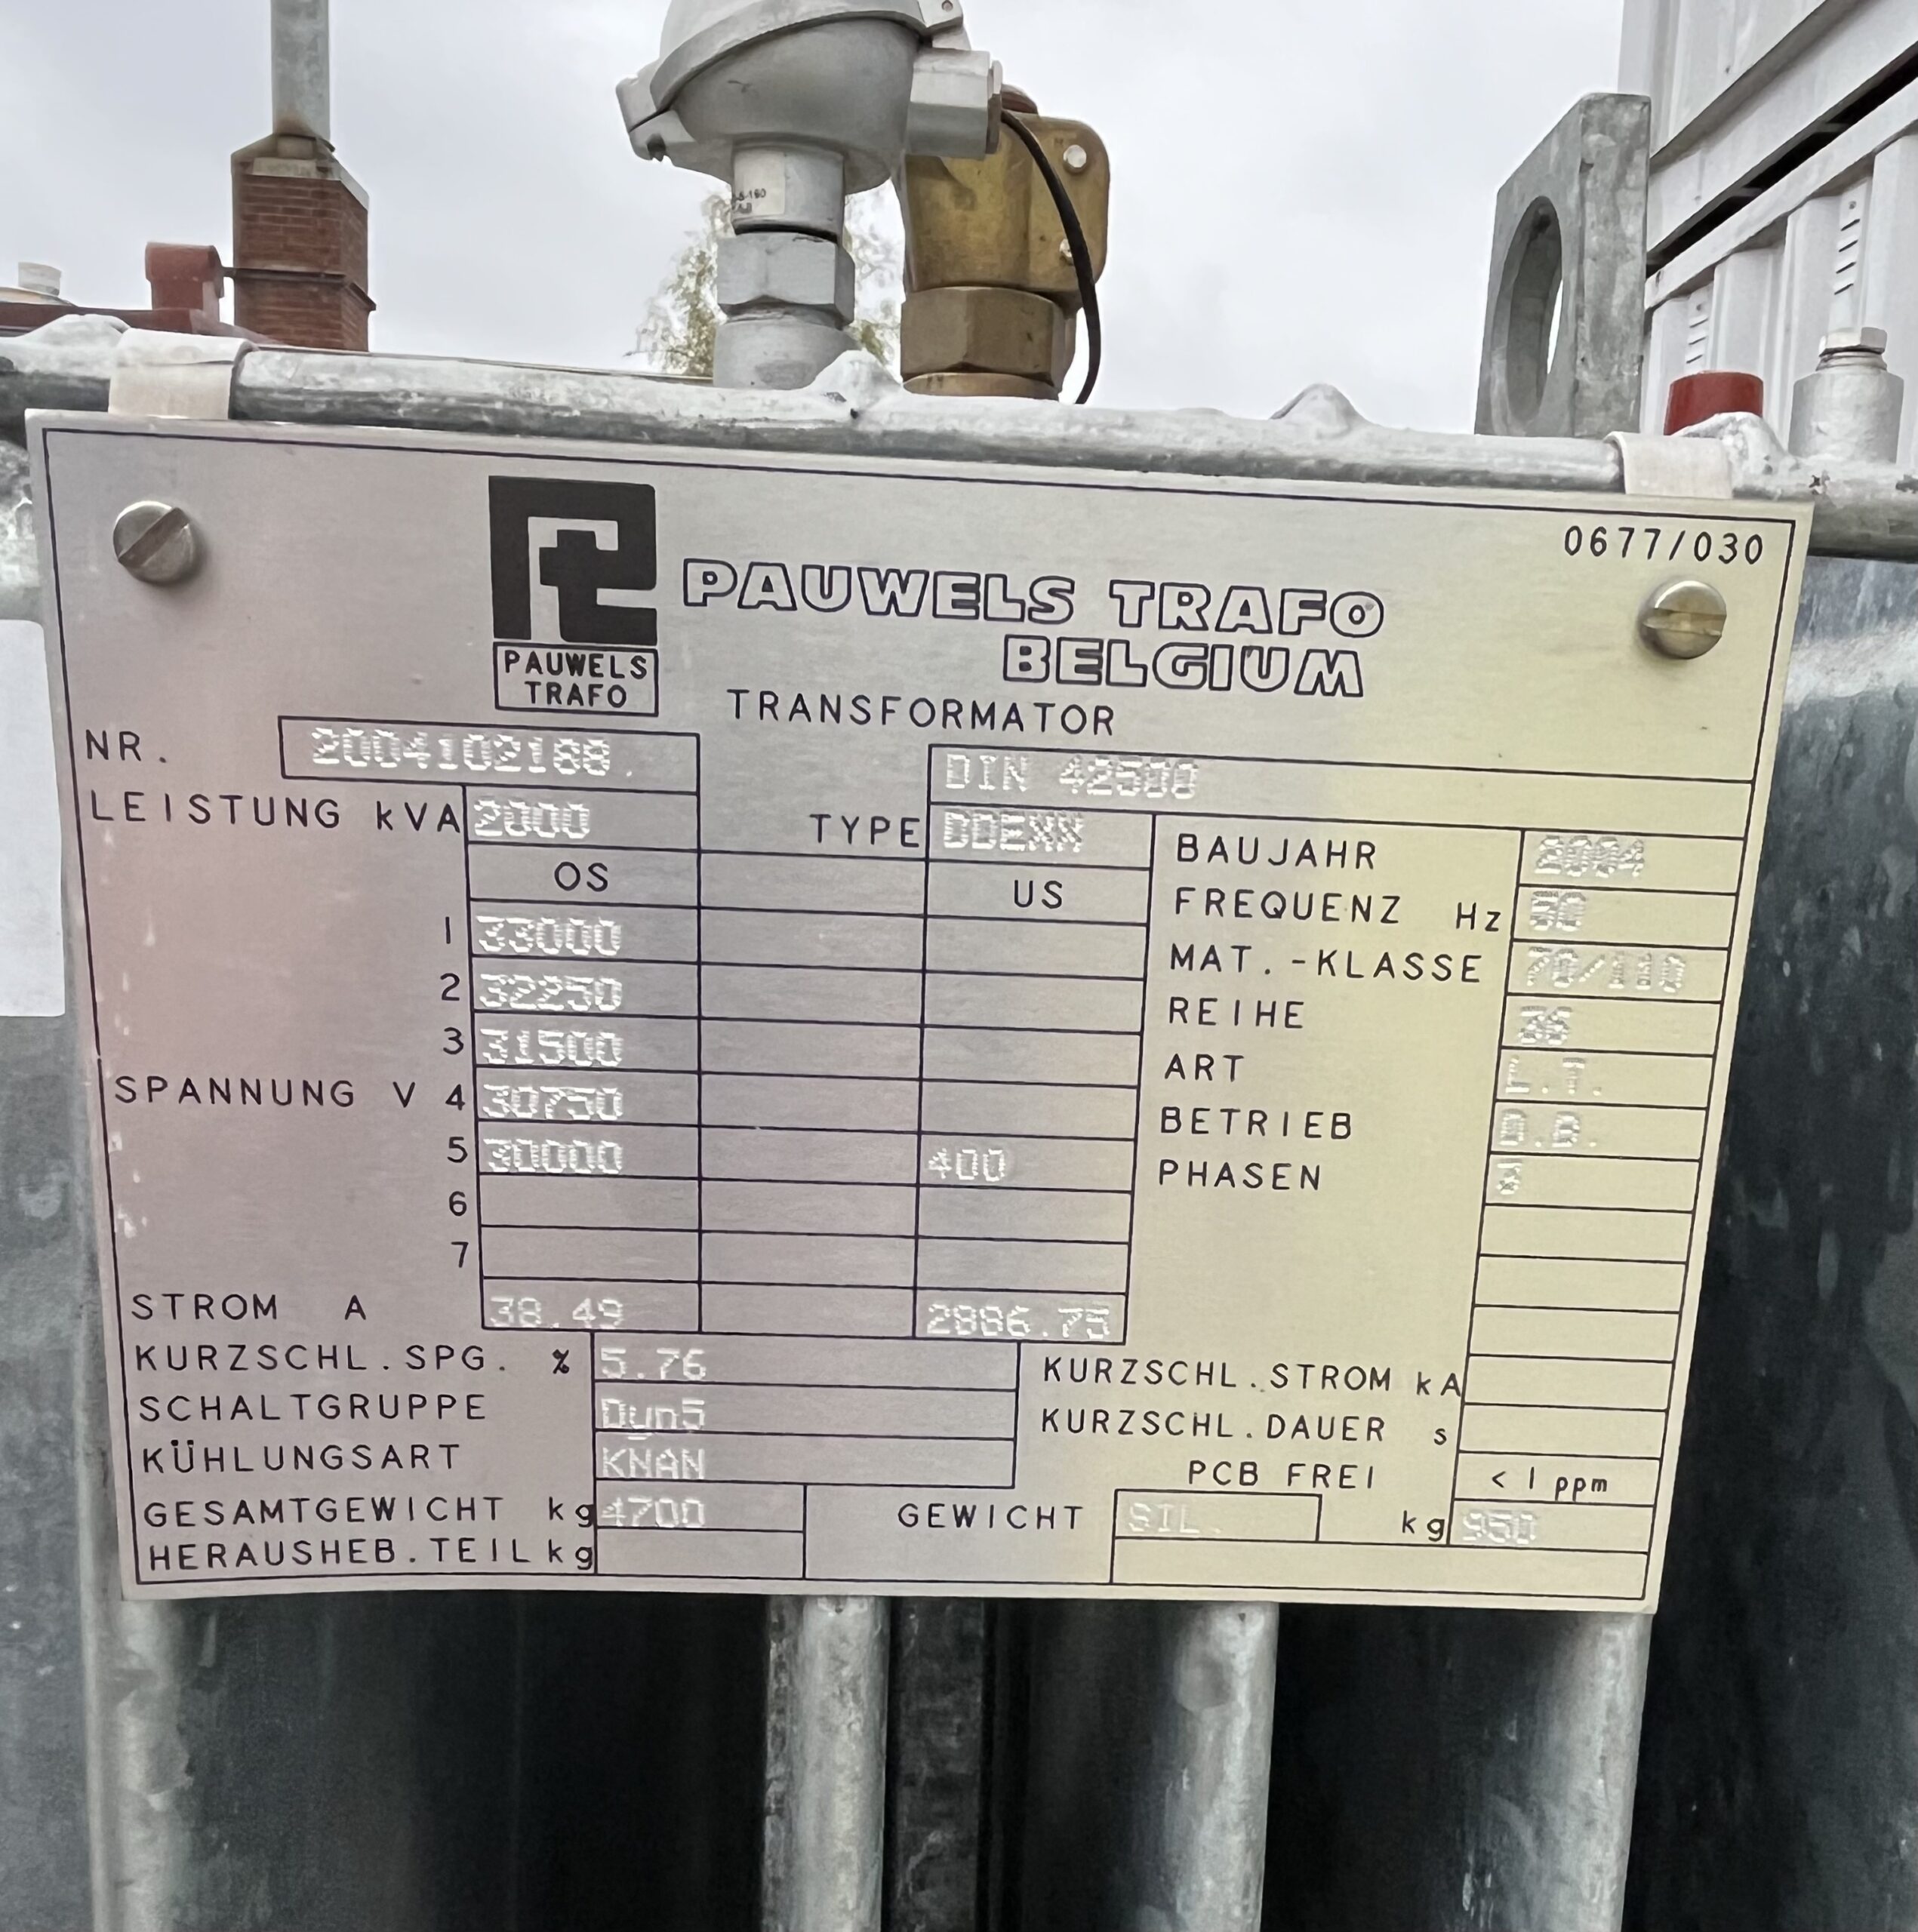 0677/030
PAUWELS TRAFO
BELGIUM
PAUWELS
TRAFO
TRANSFORMATOR
NR. 2004102188. DIN 42500
LEISTUNG kVA 2000 TYPE
BAUJAHR 2004
OS US
FREQUENZ Hz 50
1 33000
MAT.-KLASSE 70/110
2 32250
REIHE 36
3 31500
ART L.T.
SPANNUNG V 4 30750
BETRIEB D.B.
5 30000 400
PHASEN 3
6
7
STROM A 38.49 2886.75
KURZSCHL.SPG. % 5.76 KURZSCHL.STROM kA
SCHALTGRUPPE Dyn5 KURZSCHL.DAUER s
KÜHLUNGSART KNAN PCB FREI < 1 ppm
GESAMTGEWICHT kg 4700 GEWICHT SIL. kg 950
HERAUSHEB.TEIL kg